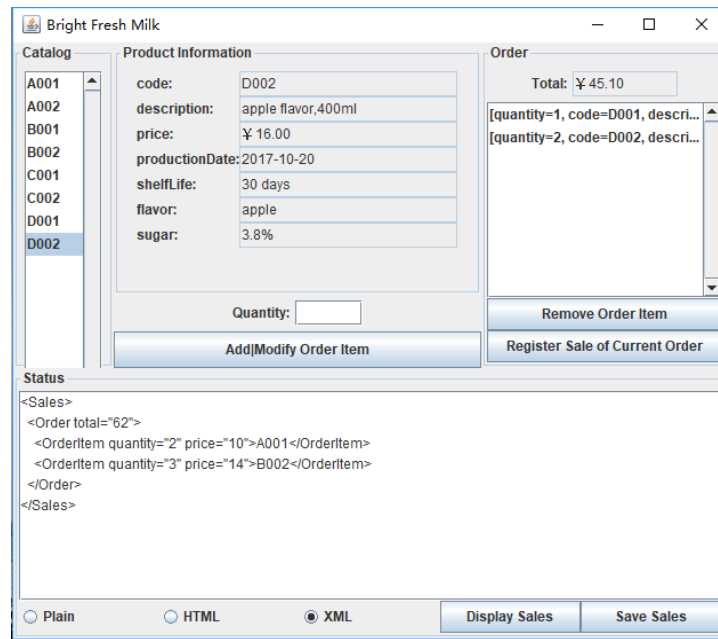 Bright Fresh Milk
Catalog
A001
A002
B001
B002
C001
C002
D001
D002
Product Information
code: D002
description: apple flavor,400ml
price: ￥16.00
productionDate: 2017-10-20
shelfLife: 30 days
flavor: apple
sugar: 3.8%
Quantity:
Add|Modify Order Item
Order
Total: ￥45.10
[quantity=1, code=D001, descri...
[quantity=2, code=D002, descri...
Remove Order Item
Register Sale of Current Order
Status
<Sales>
<Order total="62">
<OrderItem quantity="2" price="10">A001</OrderItem>
<OrderItem quantity="3" price="14">B002</OrderItem>
</Order>
</Sales>
Plain HTML XML Display Sales Save Sales